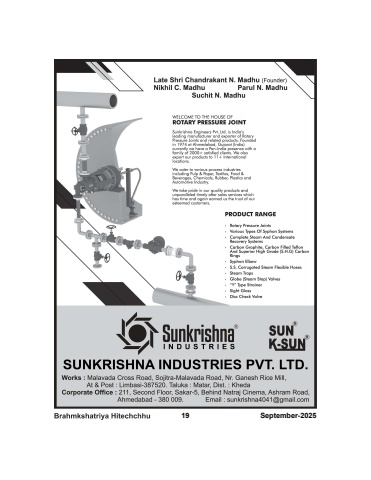 Late Shri Chandrakant N. Madhu (Founder)
Nikhil C. Madhu Parul N. Madhu
Suchit N. Madhu
WELCOME TO THE HOUSE OF
ROTARY PRESSURE JOINT
Sunkrishna Engineers Pvt. Ltd. is India's
leading manufacturer and exporter of Rotary
Pressure Joints and related products. Founded
in 1976 at Ahmedabad, Gujarat (India)
currently we have a Pan-India presence with a
family of 2000+ satisfied clients. We also
export our products to 11+ International
locations.
We cater to various process industries
including Pulp & Paper, Textiles, Food &
Beverages, Chemicals, Rubber, Plastics and
Automotive Industry.
We take pride in our quality products and
unparalleled timely after sales services which
has time and again earned us the trust of our
esteemed customers.
PRODUCT RANGE
- Rotary Pressure Joints
- Various Types Of Syphon Systems
- Complete Steam And Condensate
Recovery Systems
- Carbon Graphite, Carbon Filled Teflon
And Superior High Grade (S.H.G) Carbon
Rings
- Syphon Elbow
- S.S. Corrugated Steam Flexible Hoses
- Steam Traps
- Globe (Steam Stop) Valves
- "Y" Type Strainer
- Sight Glass
- Disc Check Valve
Sunkrishna®
INDUSTRIES
SUN®
K-SUN®
SUNKRISHNA INDUSTRIES PVT. LTD.
Works : Malavada Cross Road, Sojitra-Malavada Road, Nr. Ganesh Rice Mill,
At & Post : Limbasi-387520. Taluka : Matar, Dist. : Kheda
Corporate Office : 211, Second Floor, Sakar-5, Behind Natraj Cinema, Ashram Road,
Ahmedabad - 380 009. Email : sunkrishna4041@gmail.com
Brahmkshatriya Hitechchhu 19 September-2025